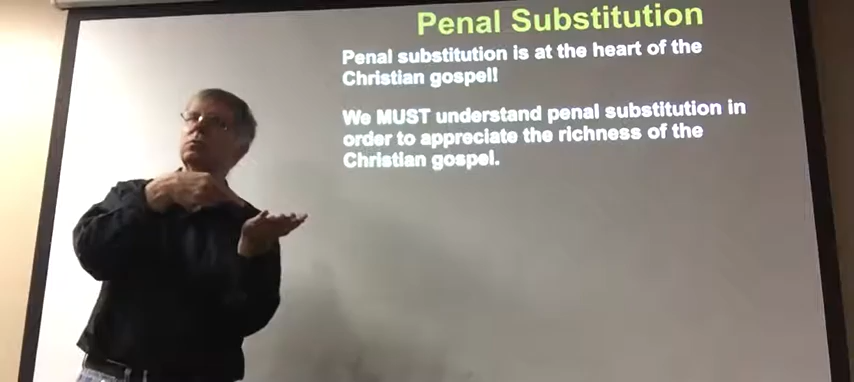 Penal Substitution
Penal substitution is at the heart of the
Christian gospel!
We MUST understand penal substitution in
order to appreciate the richness of the
Christian gospel.